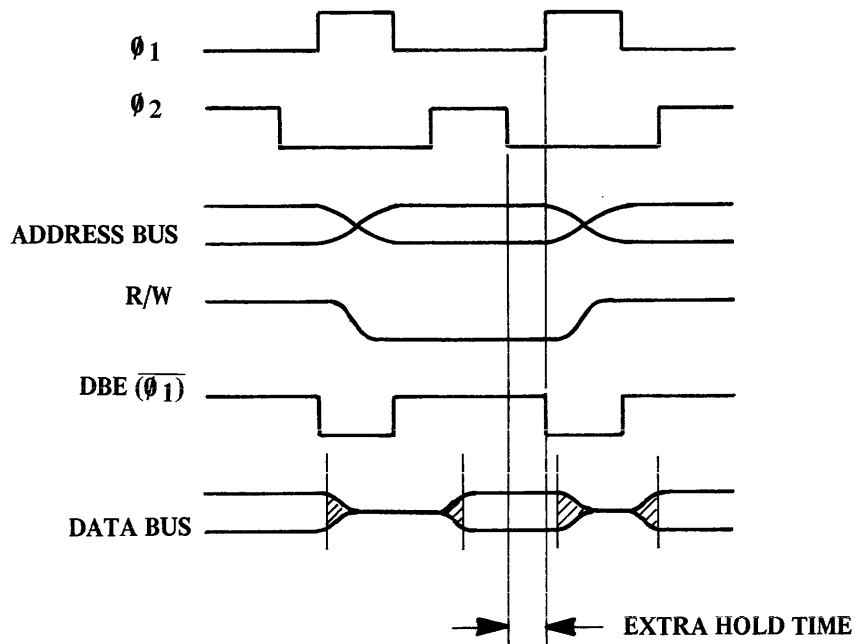 Ø1
Ø2
ADDRESS BUS
R/W
DBE (Ø1)
DATA BUS
EXTRA HOLD TIME